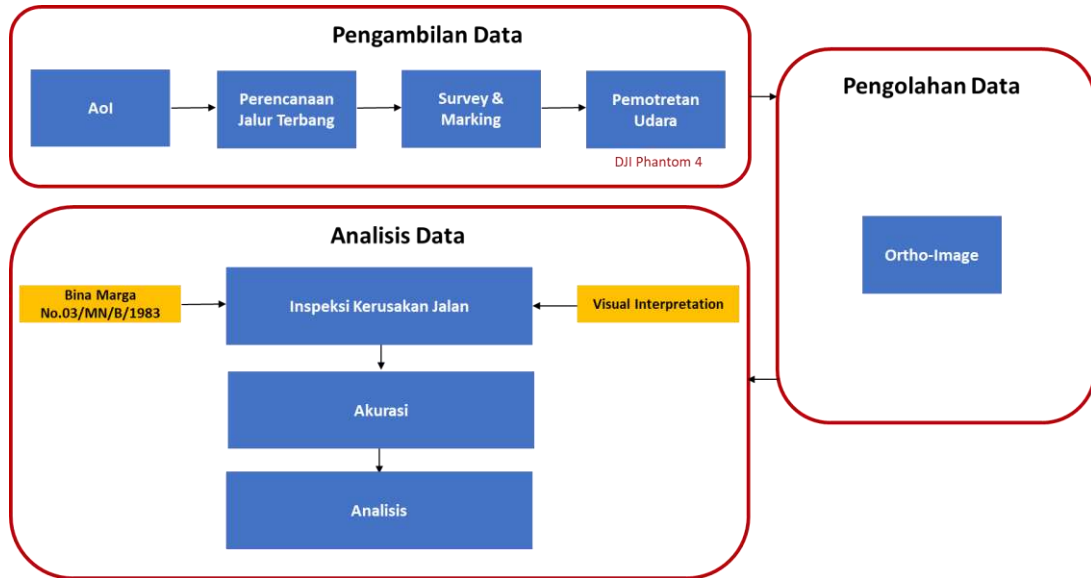 Pengambilan Data
AoI
Perencanaan
Jalur Terbang
Survey &
Marking
Pemotretan
Udara
DJI Phantom 4
Pengolahan Data
Ortho-Image
Analisis Data
Bina Marga
No.03/MN/B/1983
Inspeksi Kerusakan Jalan
Visual Interpretation
Akurasi
Analisis